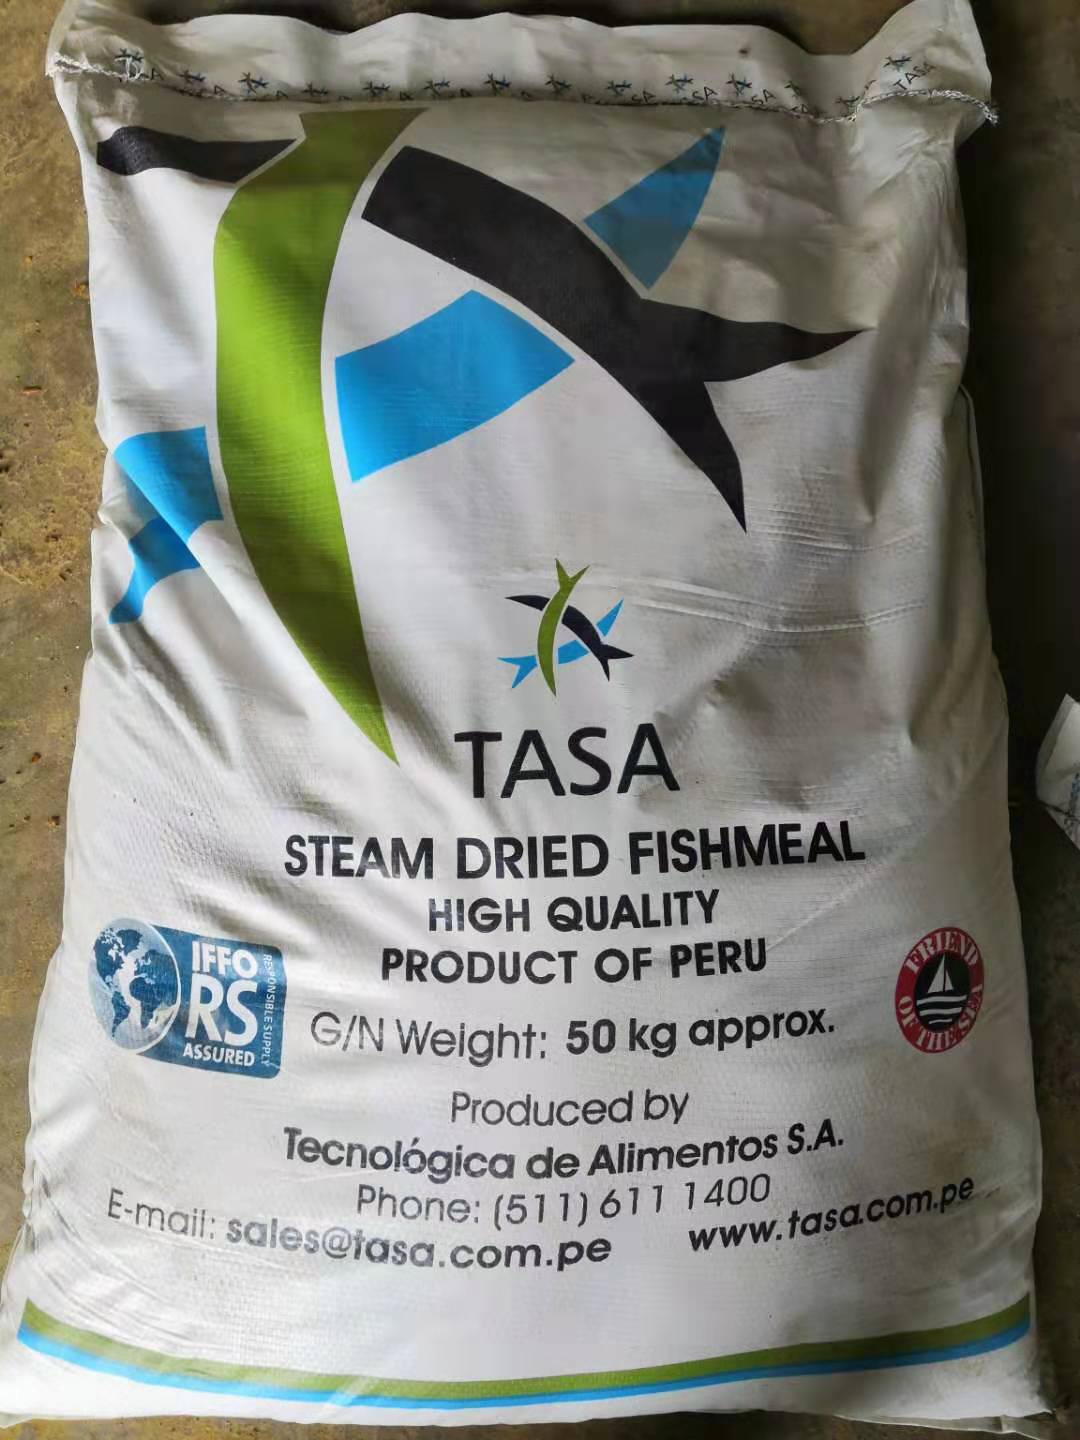 TASA
TASA
STEAM DRIED FISHMEAL
HIGH QUALITY
PRODUCT OF PERU
IFFO
RS
ASSURED
RESPONSIBLE SUPPLY
FRIEND
OF THE SEA
G/N Weight: 50 kg approx.
Produced by
Tecnológica de Alimentos S.A.
Phone: (511) 611 1400
E-mail: sales@tasa.com.pe www.tasa.com.pe